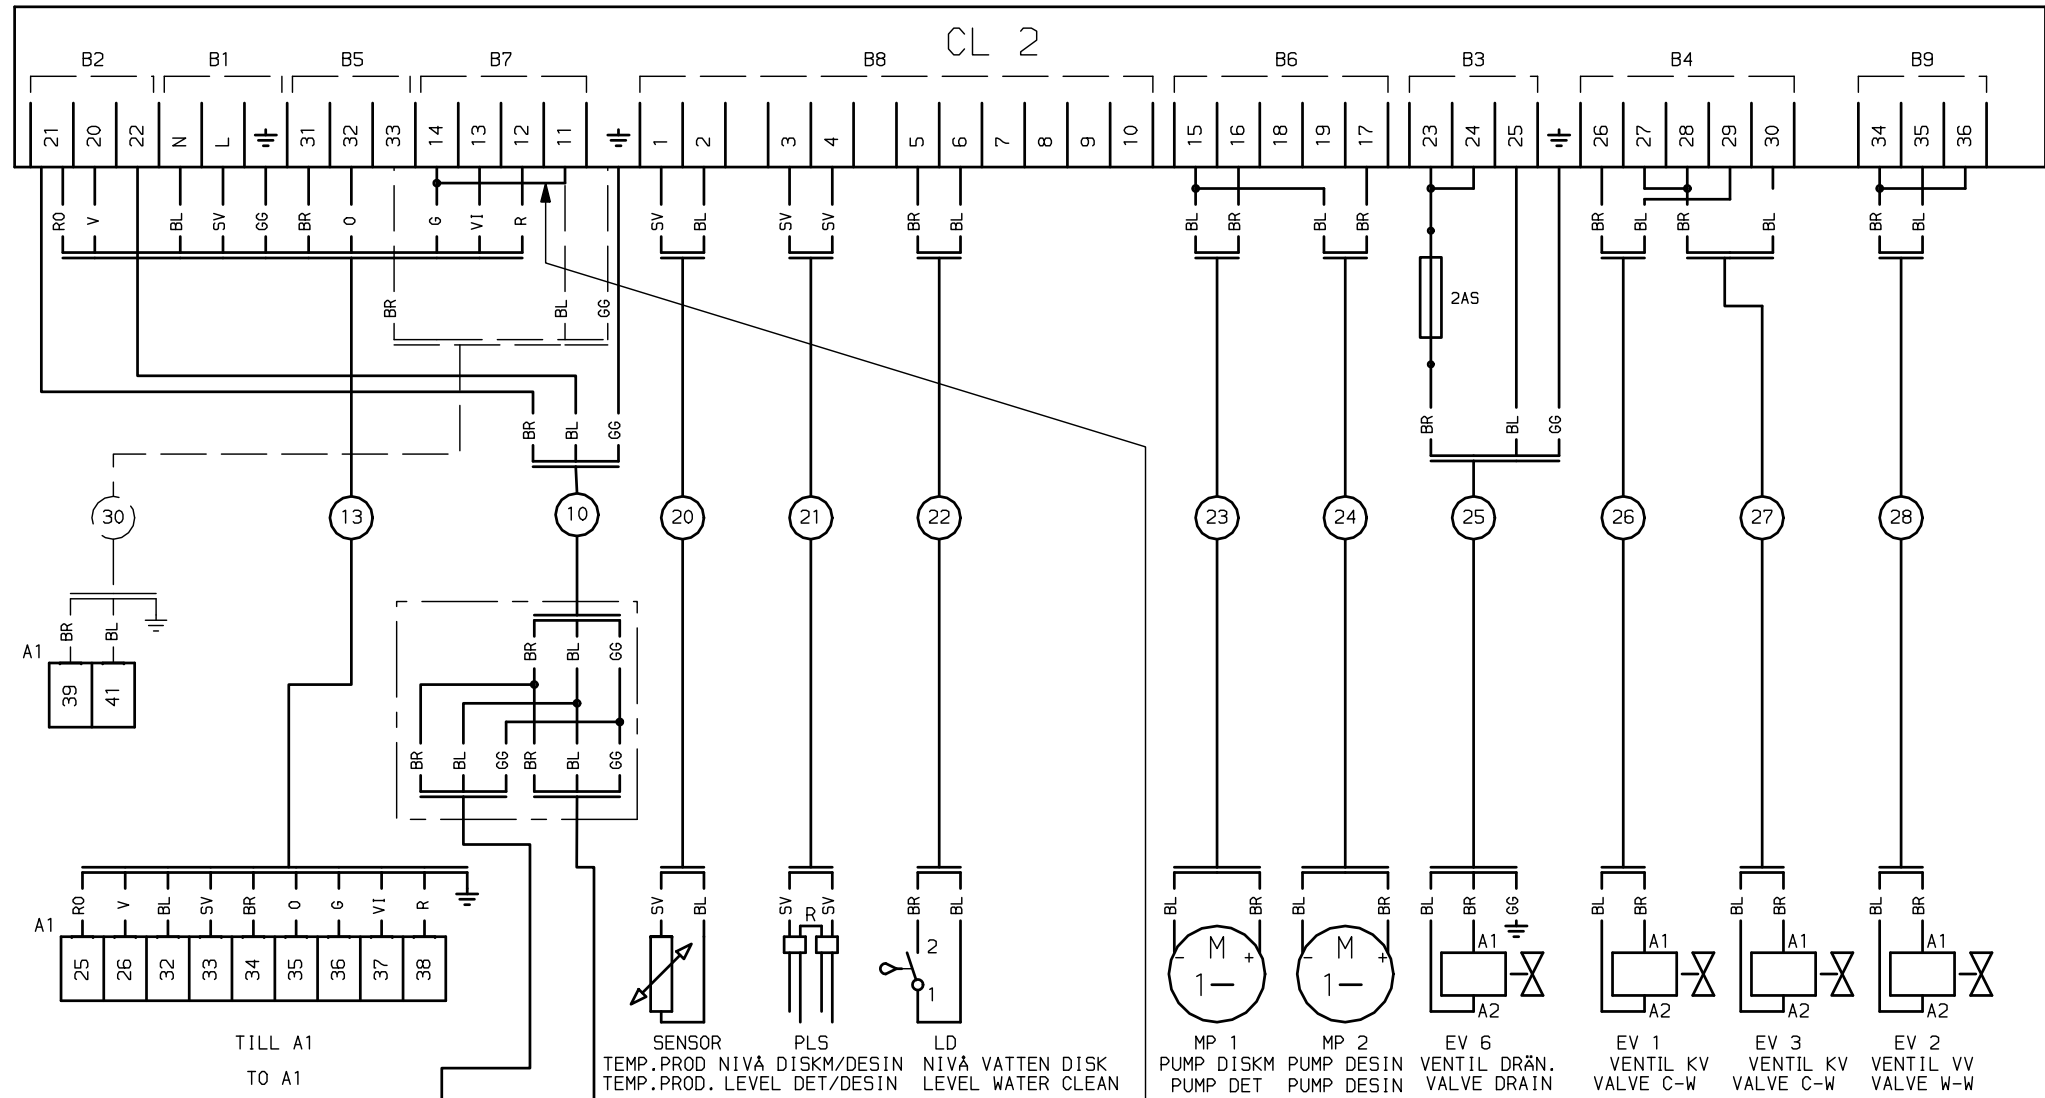 CL 2
B2 B1 B5 B7 B8 B6 B3 B4 B9
21 20 22 N L 31 32 33 14 13 12 11 1 2 3 4 5 6 7 8 9 10 15 16 18 19 17 23 24 25 26 27 28 29 30 34 35 36
RO V BL SV GG BR O G VI R SV BL SV SV BR BL BL BR BL BR BR BL BR BL BR BL
BR BL GG 2AS
BR BL GG BR BL GG
30 13 10 20 21 22 23 24 25 26 27 28
BR BL BR BL GG
A1
39 41
BR BL GG BR BL GG
RO V BL SV BR O G VI R SV BL SV R SV BR BL BL BR BL BR BL BR GG BL BR BL BR BL BR
A1
25 26 32 33 34 35 36 37 38
2 M M A1 A1 A1 A1
- + - +
1 1- 1-
A2 A2 A2 A2
TILL A1
TO A1
SENSOR PLS LD MP 1 MP 2 EV 6 EV 1 EV 3 EV 2
TEMP.PROD NIVÅ DISKM/DESIN NIVÅ VATTEN DISK PUMP DISKM PUMP DESIN VENTIL DRÄN. VENTIL KV VENTIL KV VENTIL VV
TEMP.PROD. LEVEL DET/DESIN LEVEL WATER CLEAN PUMP DET PUMP DESIN VALVE DRAIN VALVE C-W VALVE C-W VALVE W-W